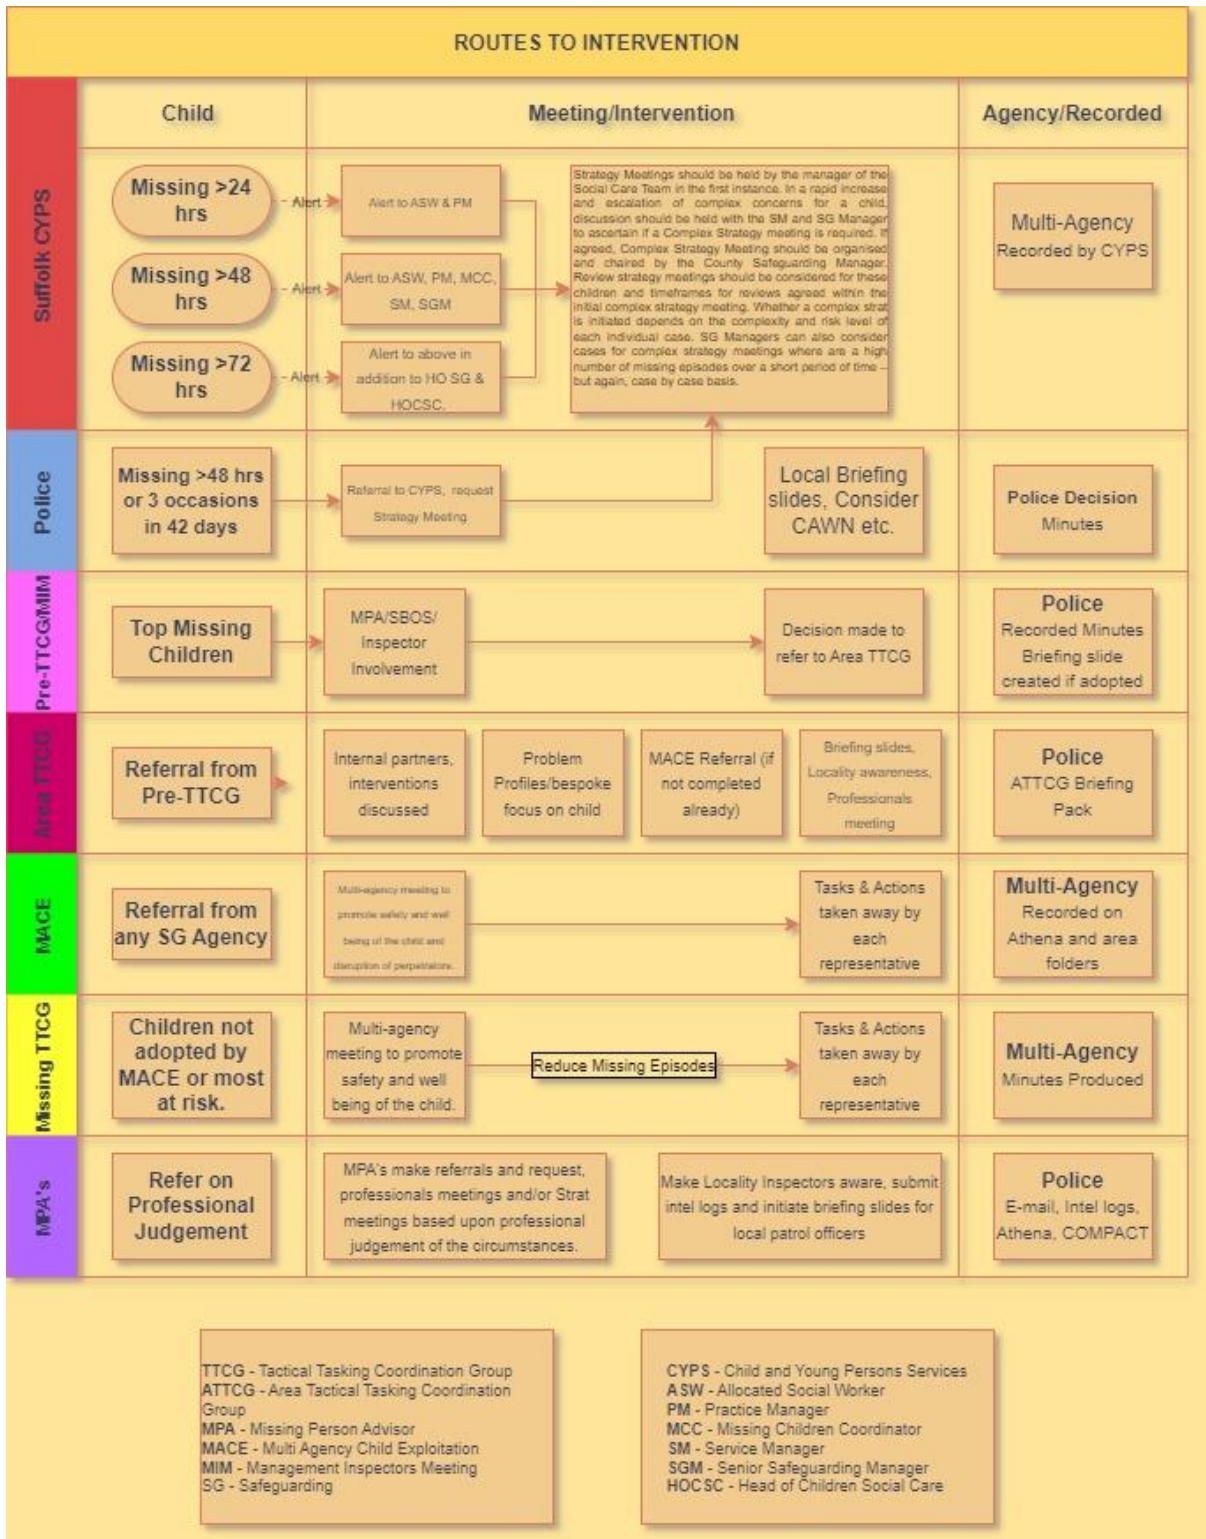 ROUTES TO INTERVENTION
Child
Meeting/Intervention
Agency/Recorded
Suffolk CYPS
Missing >24
hrs
Alert
Alert to ASW & PM
Missing >48
hrs
Alert
Alert to ASW, PM, MCC,
SM, SGM
Missing >72
hrs
Alert
Alert to above in
addition to HO SG &
HOCSC.
Strategy Meetings should be held by the manager of the
Social Care Team in the first instance. In a rapid increase
and escalation of complex concerns for a child,
discussion should be held with the SM and SG Manager
to ascertain if a Complex Strategy meeting is required. If
agreed, Complex Strategy Meeting should be organised
and chaired by the County Safeguarding Manager.
Review strategy meetings should be considered for these
children and timeframes for reviews agreed within the
initial complex strategy meeting. Whether a complex strat
is initiated depends on the complexity and risk level of
each individual case. SG Managers can also consider
cases for complex strategy meetings where are a high
number of missing episodes over a short period of time –
but again, case by case basis.
Multi-Agency
Recorded by CYPS
Police
Missing >48 hrs
or 3 occasions
in 42 days
Referral to CYPS, request
Strategy Meeting
Local Briefing
slides, Consider
CAWN etc.
Police Decision
Minutes
Pre-TTCG/MIM
Top Missing
Children
MPA/SBOS/
Inspector
Involvement
Decision made to
refer to Area TTCG
Police
Recorded Minutes
Briefing slide
created if adopted
Area TTCG
Referral from
Pre-TTCG
Internal partners,
interventions
discussed
Problem
Profiles/bespoke
focus on child
MACE Referral (if
not completed
already)
Briefing slides,
Locality awareness,
Professionals
meeting
Police
ATTCG Briefing
Pack
MACE
Referral from
any SG Agency
Multi-agency meeting to
promote safety and well
being of the child and
disruption of perpetrators.
Tasks & Actions
taken away by
each
representative
Multi-Agency
Recorded on
Athena and area
folders
Missing TTCG
Children not
adopted by
MACE or most
at risk.
Multi-agency
meeting to promote
safety and well
being of the child.
Reduce Missing Episodes
Tasks & Actions
taken away by
each
representative
Multi-Agency
Minutes Produced
MPA's
Refer on
Professional
Judgement
MPA's make referrals and request,
professionals meetings and/or Strat
meetings based upon professional
judgement of the circumstances.
Make Locality Inspectors aware, submit
intel logs and initiate briefing slides for
local patrol officers
Police
E-mail, Intel logs,
Athena, COMPACT
TTCG - Tactical Tasking Coordination Group
ATTCG - Area Tactical Tasking Coordination
Group
MPA - Missing Person Advisor
MACE - Multi Agency Child Exploitation
MIM - Management Inspectors Meeting
SG - Safeguarding
CYPS - Child and Young Persons Services
ASW - Allocated Social Worker
PM - Practice Manager
MCC - Missing Children Coordinator
SM - Service Manager
SGM - Senior Safeguarding Manager
HOCSC - Head of Children Social Care